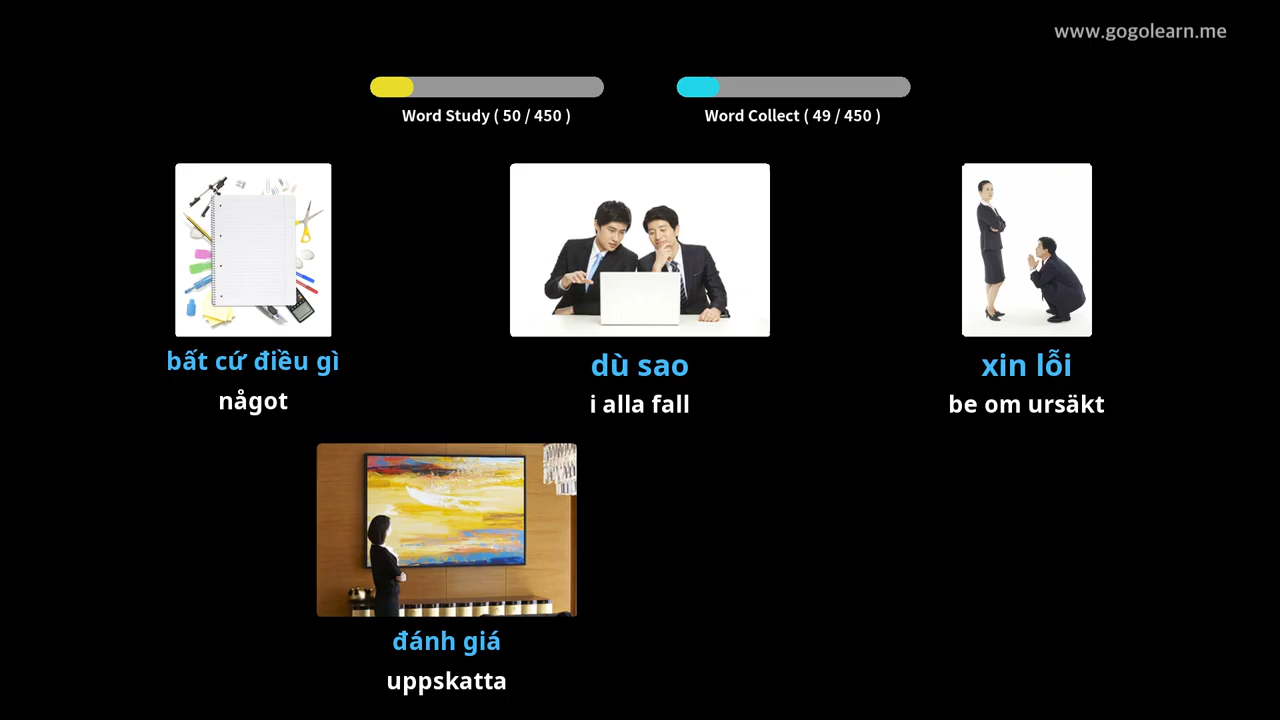 www.gogolearn.me
Word Study ( 50 / 450 )
Word Collect ( 49 / 450 )
bất cứ điều gì
något
dù sao
i alla fall
xin lỗi
be om ursäkt
đánh giá
uppskatta